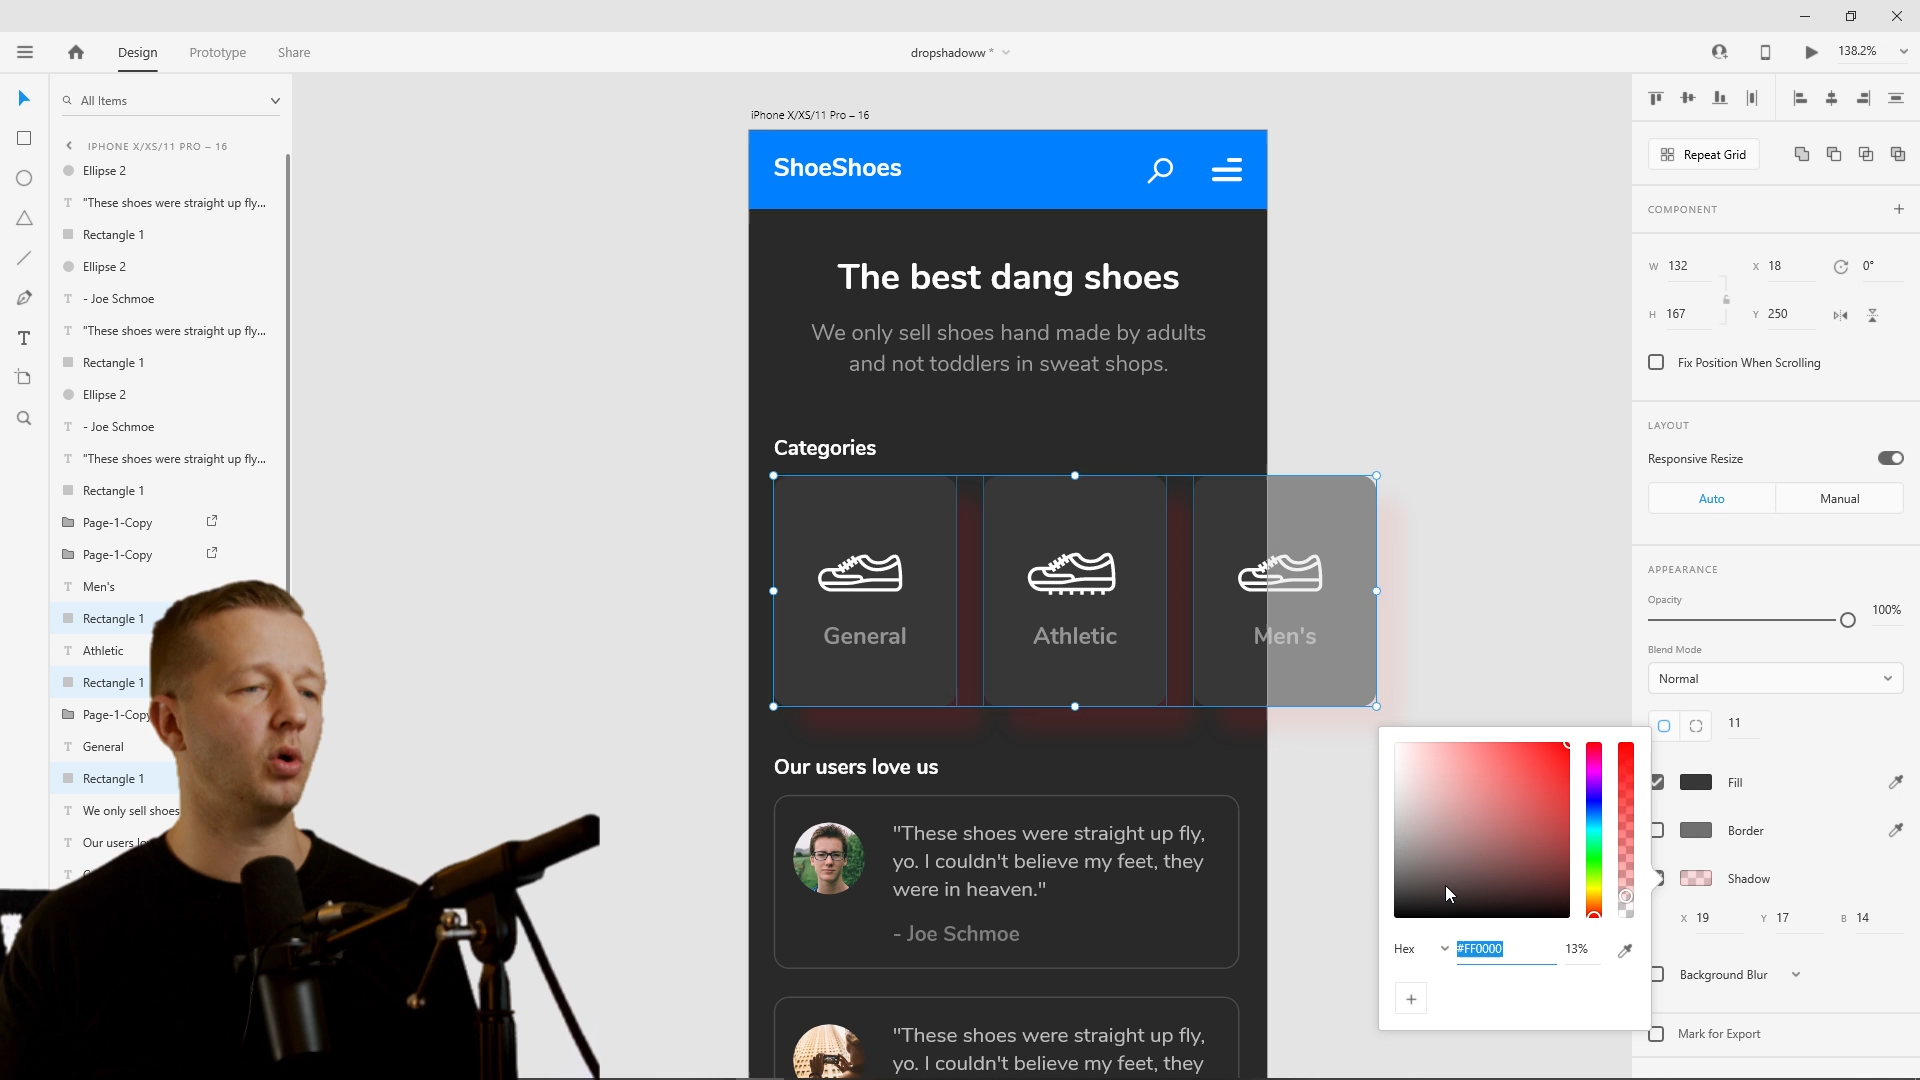 Design
Prototype
Share
dropshadoww *
138.2%
All Items
IPHONE X/XS/11 PRO – 16
Ellipse 2
"These shoes were straight up fly...
Rectangle 1
Ellipse 2
- Joe Schmoe
"These shoes were straight up fly...
Rectangle 1
Ellipse 2
- Joe Schmoe
"These shoes were straight up fly...
Rectangle 1
Page-1-Copy
Page-1-Copy
Men's
Rectangle 1
Athletic
Rectangle 1
Page-1-Copy
General
Rectangle 1
We only sell shoes
Our users lo
iPhone X/XS/11 Pro – 16
ShoeShoes
The best dang shoes
We only sell shoes hand made by adults
and not toddlers in sweat shops.
Categories
General
Athletic
Men's
Our users love us
"These shoes were straight up fly,
yo. I couldn't believe my feet, they
were in heaven."
- Joe Schmoe
"These shoes were straight up fly,
yo. I couldn't believe my feet, they
Hex
#FF0000
13%
Repeat Grid
COMPONENT
W 132
X 18
0°
H 167
Y 250
Fix Position When Scrolling
LAYOUT
Responsive Resize
Auto
Manual
APPEARANCE
Opacity
100%
Blend Mode
Normal
11
Fill
Border
Shadow
X 19
Y 17
B 14
Background Blur
Mark for Export